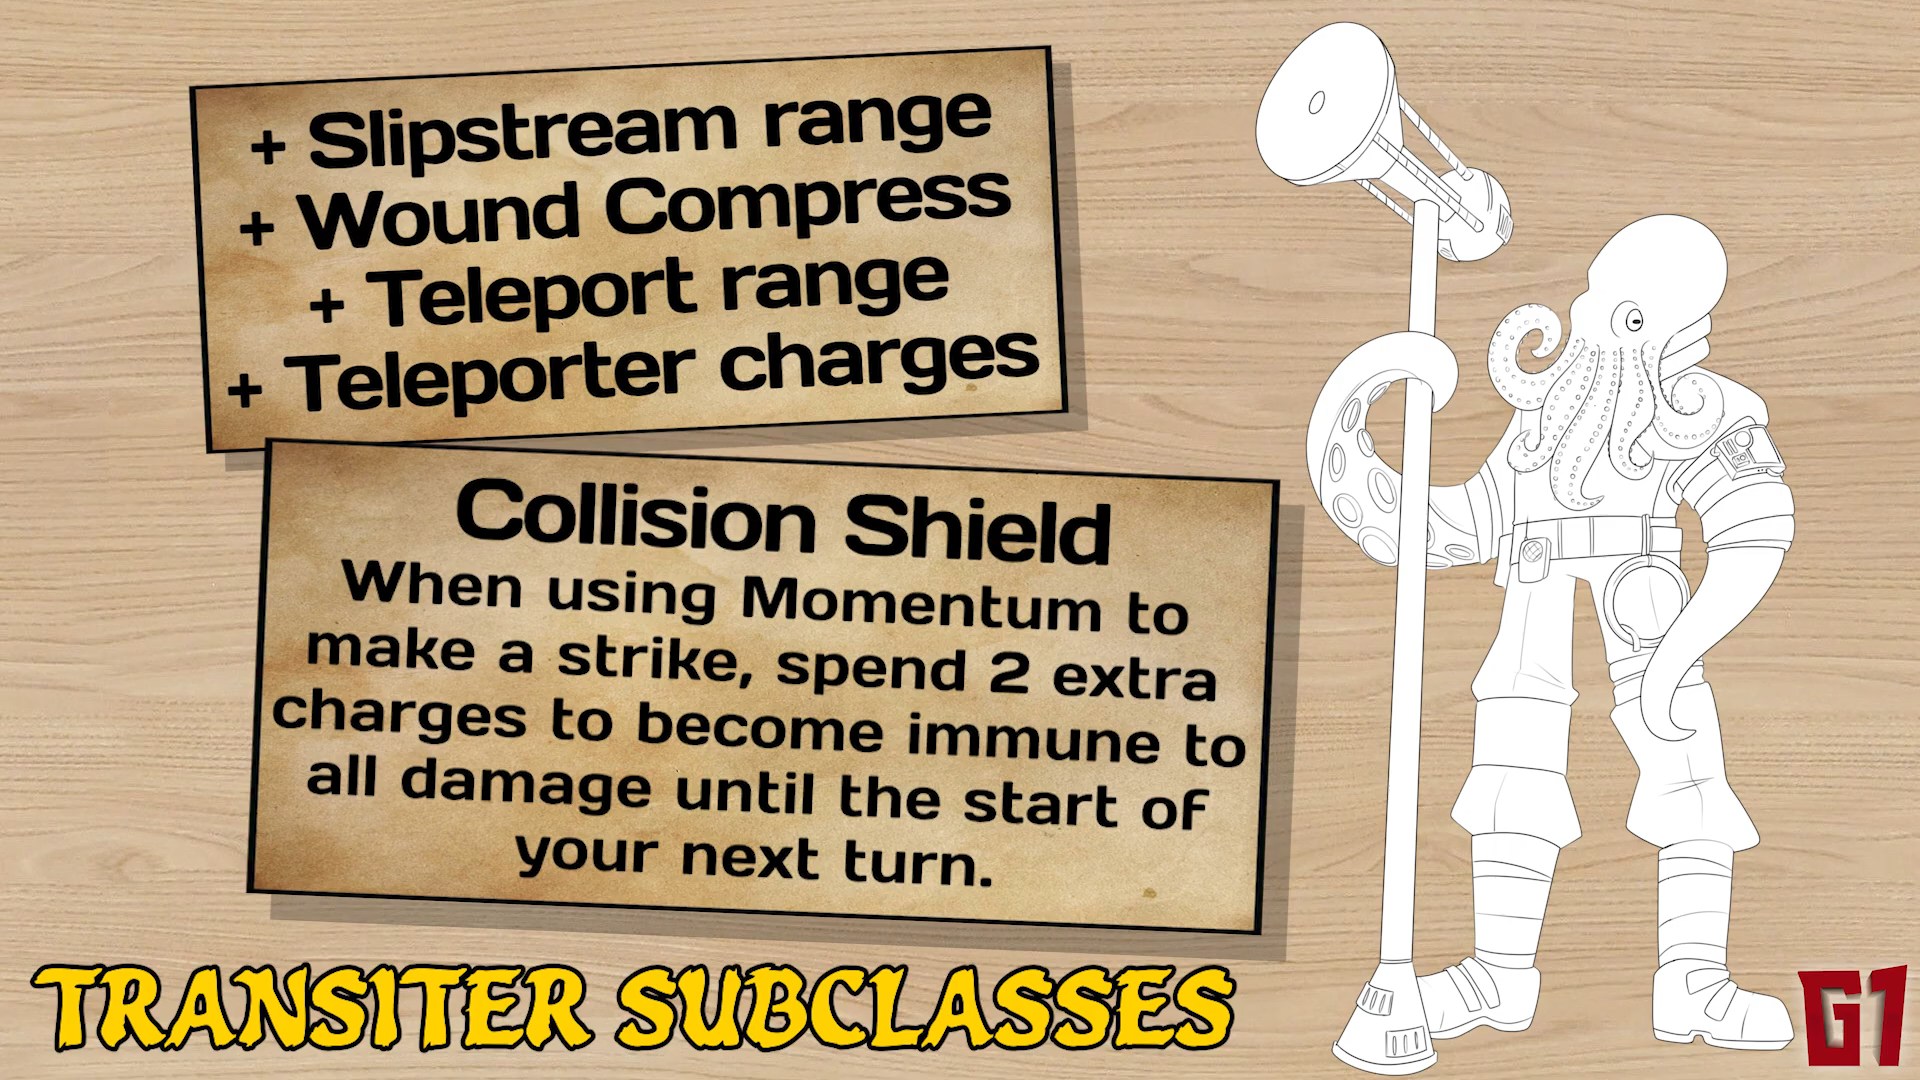 + Slipstream range
+ Wound Compress
+ Teleport range
+ Teleporter charges
Collision Shield
When using Momentum to
make a strike, spend 2 extra
charges to become immune to
all damage until the start of
your next turn.
TRANSITER SUBCLASSES
G1